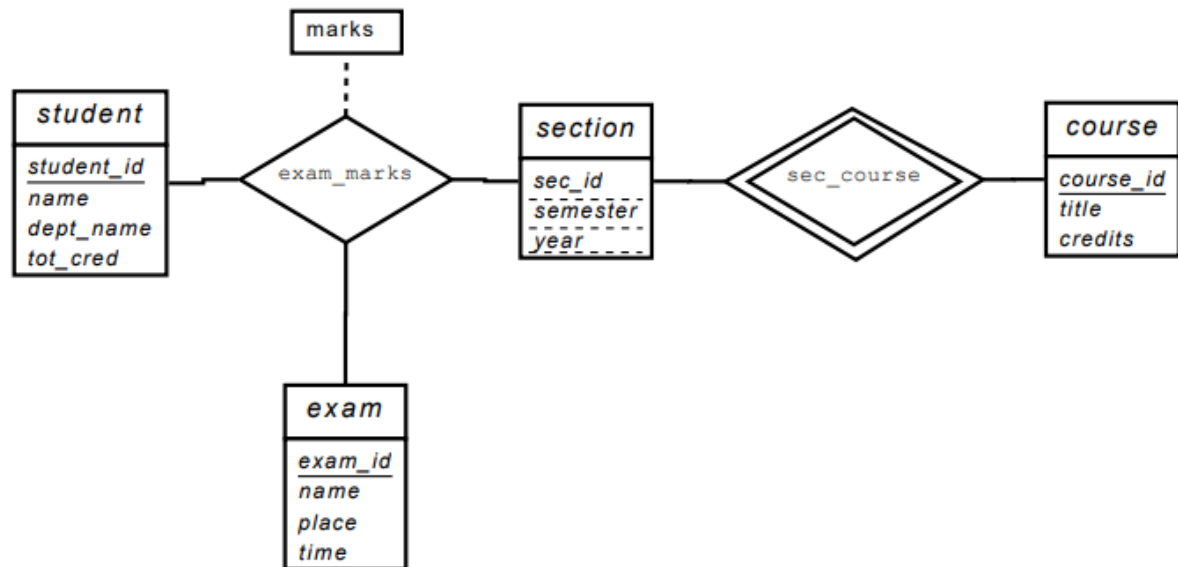 marks
student
student_id
name
dept_name
tot_cred
exam_marks
section
sec_id
semester
year
sec_course
course
course_id
title
credits
exam
exam_id
name
place
time